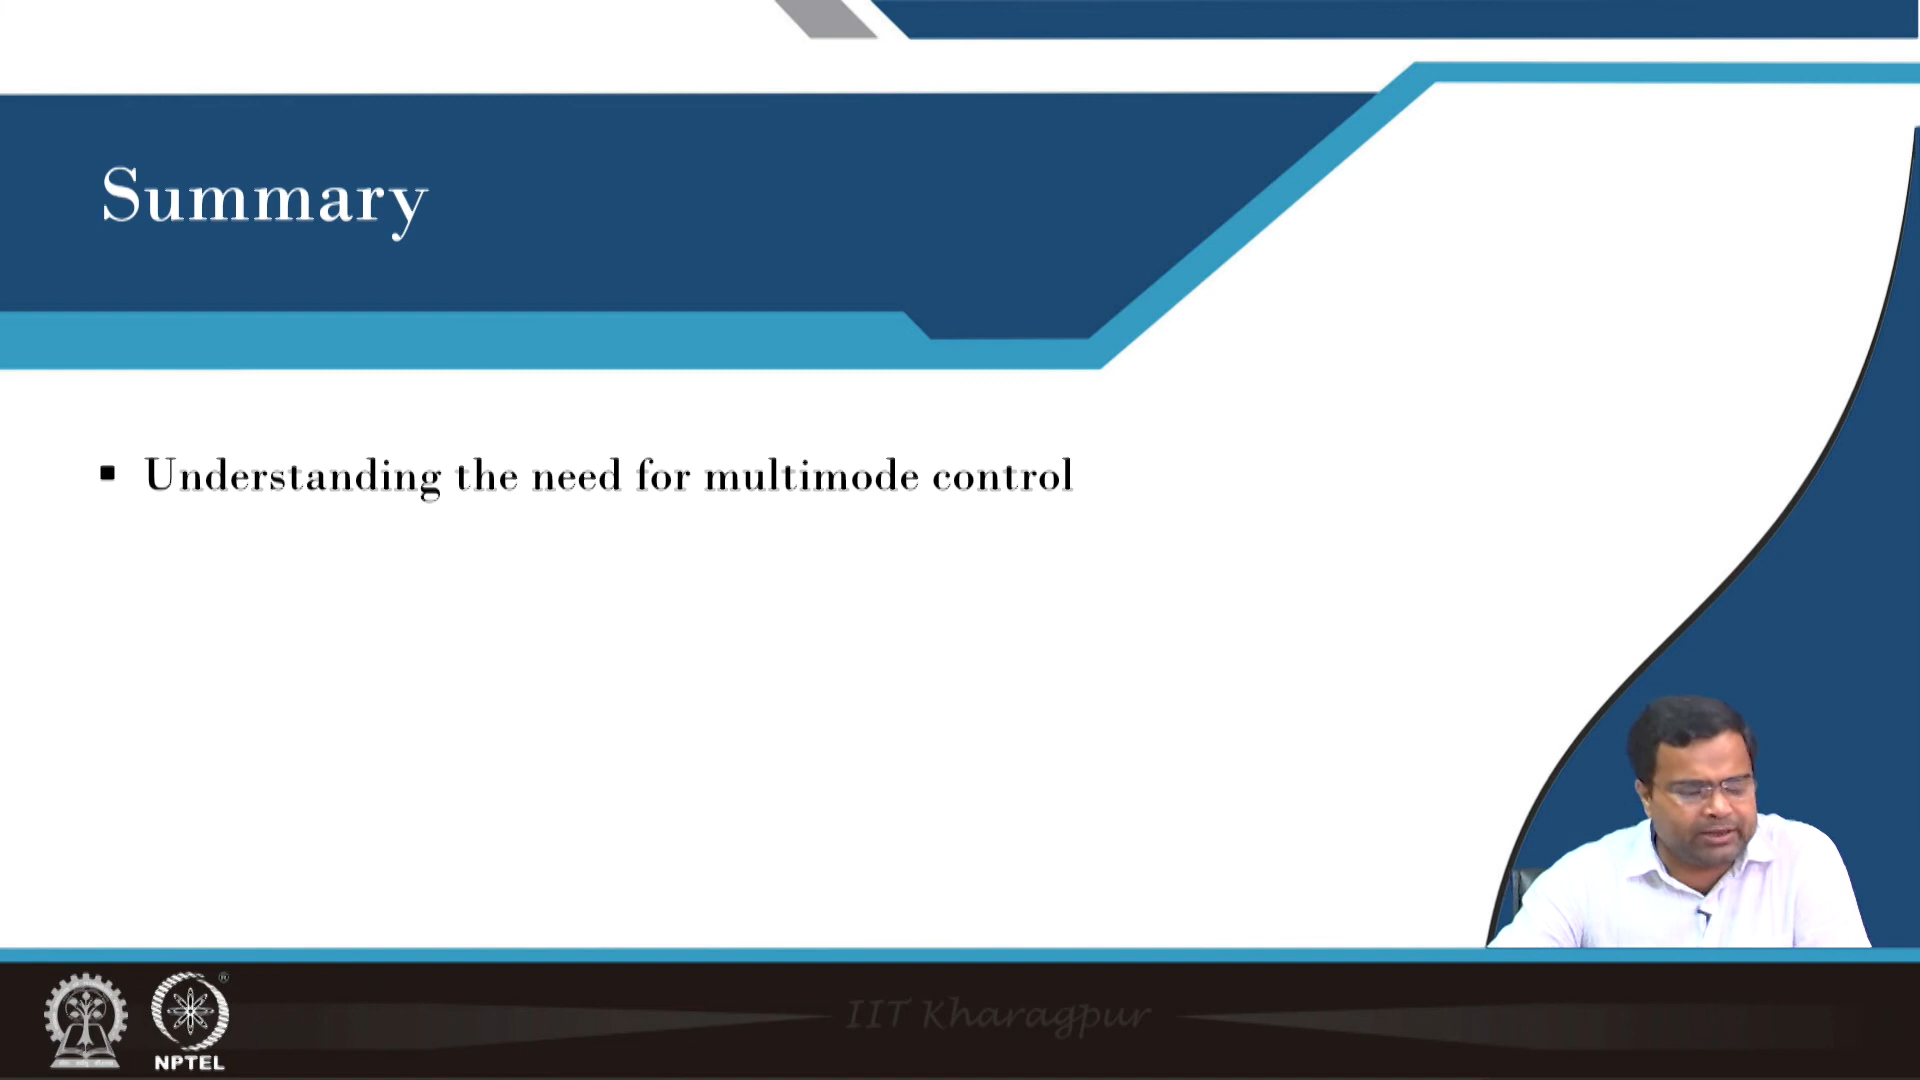 Summary
▪ Understanding the need for multimode control
IIT Kharagpur
®
NPTEL